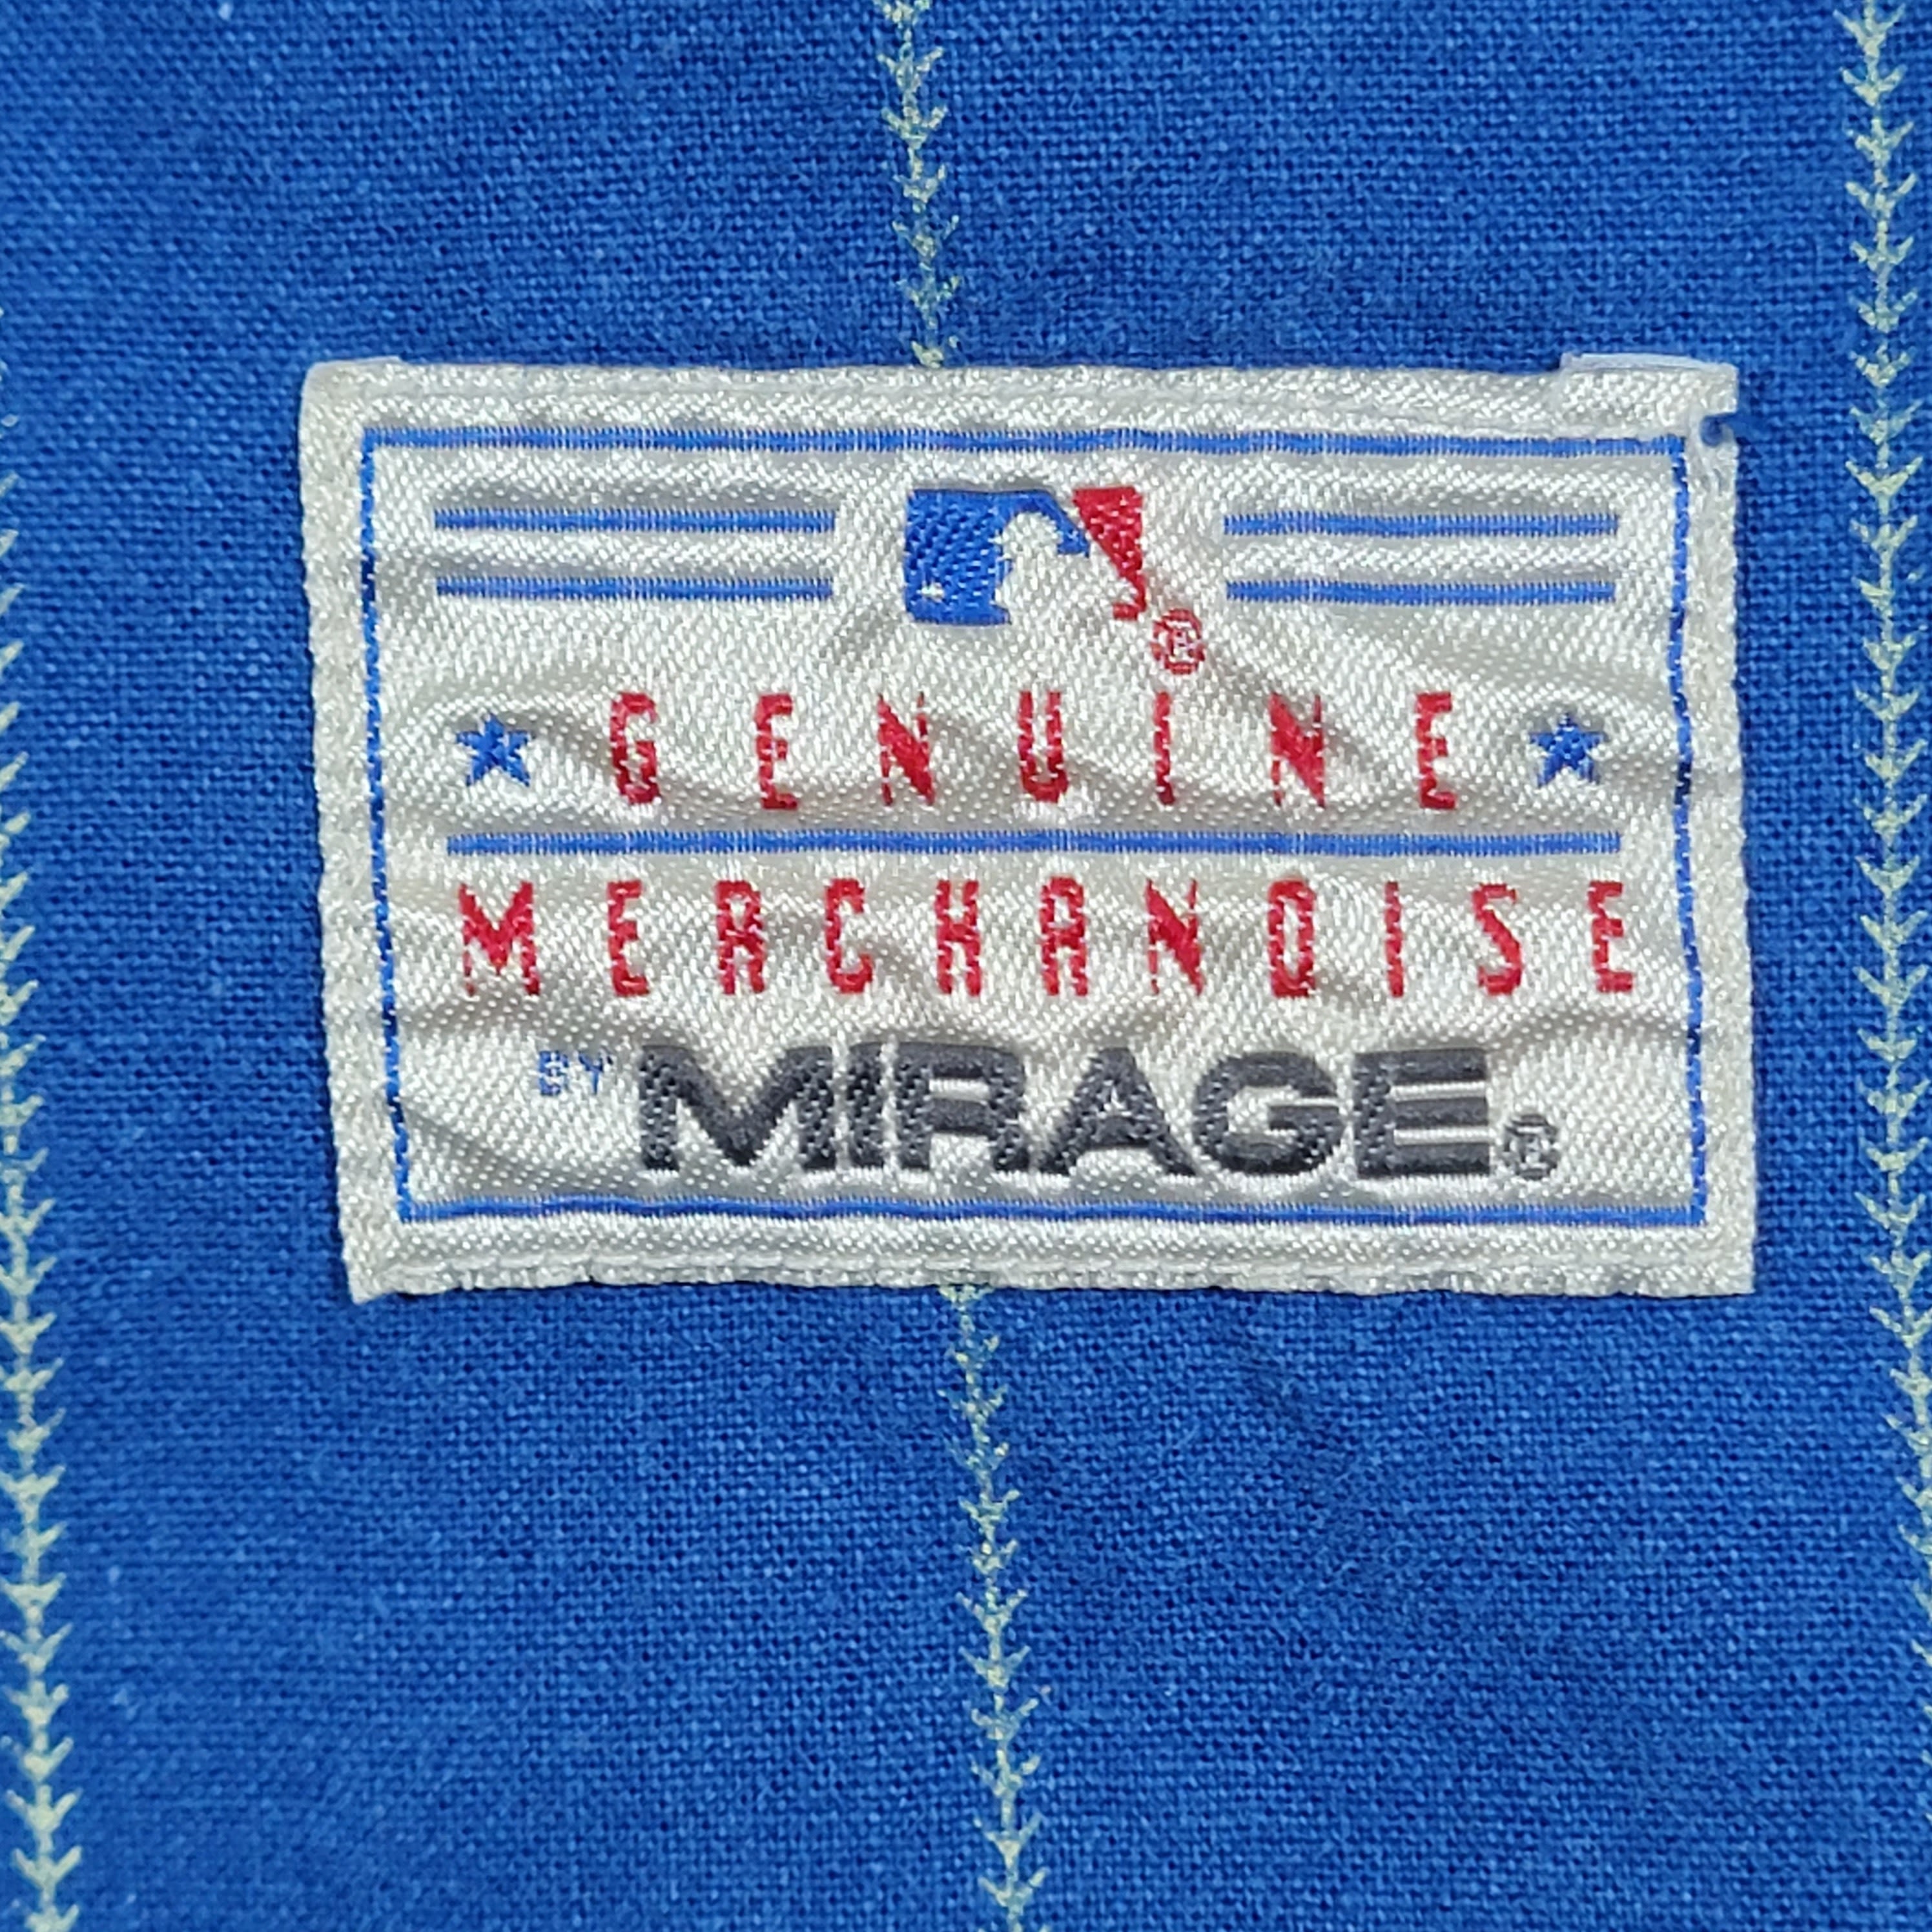 ®
GENUINE
MERCHANDISE
BY MIRAGE®